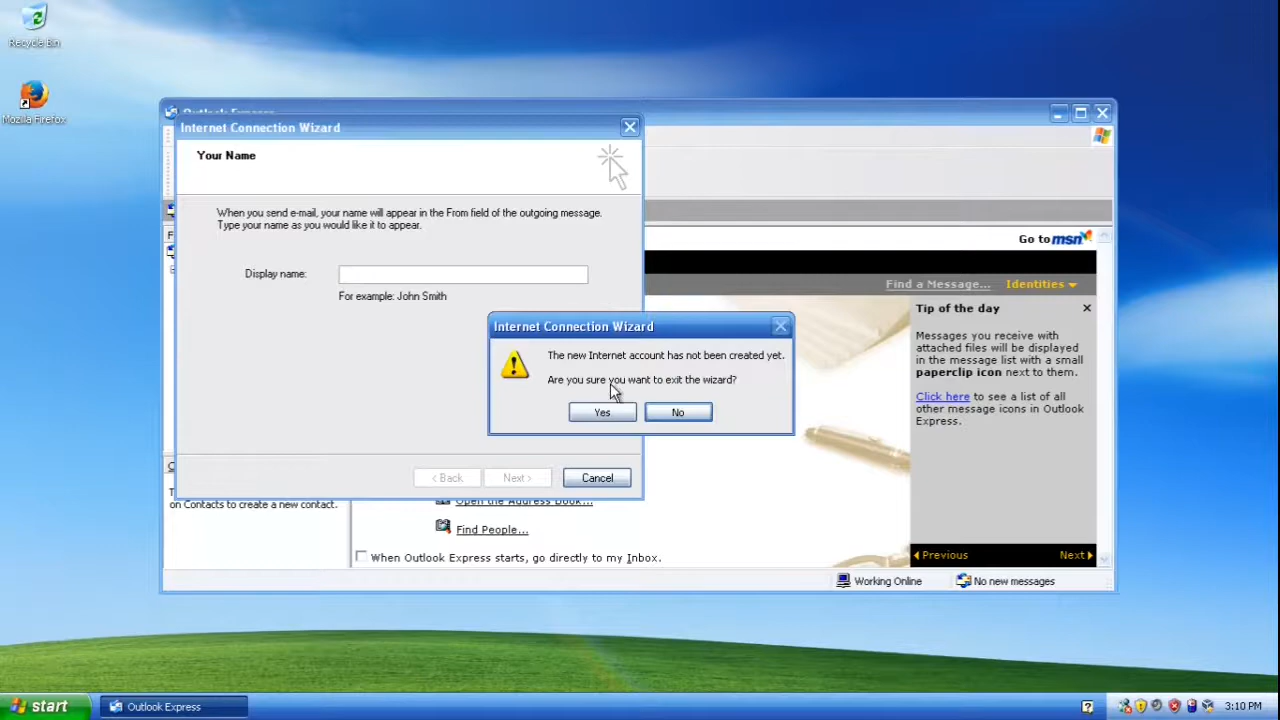 Recycle Bin
Mozilla Firefox
Outlook Express
Internet Connection Wizard
Your Name
When you send e-mail, your name will appear in the From field of the outgoing message.
Type your name as you would like it to appear.
Display name:
For example: John Smith
< Back
Next >
Cancel
Internet Connection Wizard
The new Internet account has not been created yet.
Are you sure you want to exit the wizard?
Yes
No
Go to msn
Find a Message...
Identities
Tip of the day
Messages you receive with
attached files will be displayed
in the message list with a small
paperclip icon next to them.
Click here to see a list of all
other message icons in Outlook
Express.
Previous
Next
on Contacts to create a new contact.
Open the Address Book...
Find People...
When Outlook Express starts, go directly to my Inbox.
Working Online
No new messages
start
Outlook Express
3:10 PM